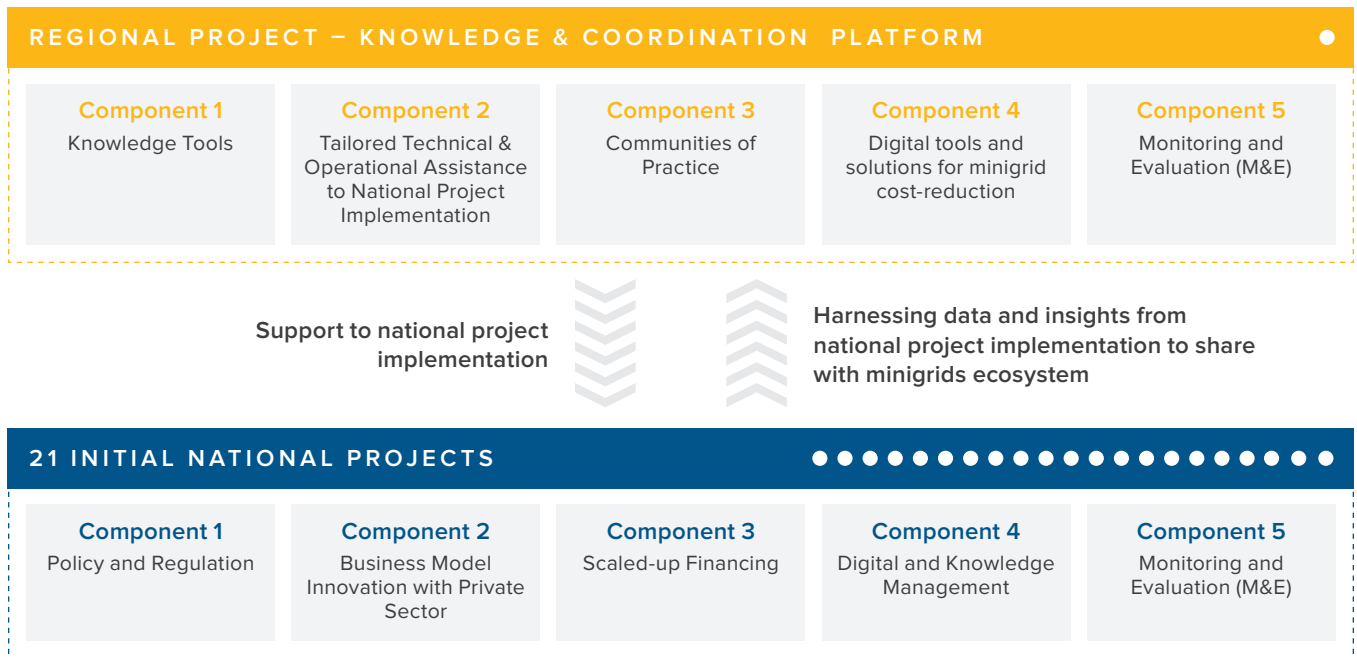 REGIONAL PROJECT – KNOWLEDGE & COORDINATION PLATFORM
Component 1
Knowledge Tools
Component 2
Tailored Technical &
Operational Assistance
to National Project
Implementation
Component 3
Communities of
Practice
Component 4
Digital tools and
solutions for minigrid
cost-reduction
Component 5
Monitoring and
Evaluation (M&E)
Support to national project
implementation
Harnessing data and insights from
national project implementation to share
with minigrids ecosystem
21 INITIAL NATIONAL PROJECTS
Component 1
Policy and Regulation
Component 2
Business Model
Innovation with Private
Sector
Component 3
Scaled-up Financing
Component 4
Digital and Knowledge
Management
Component 5
Monitoring and
Evaluation (M&E)